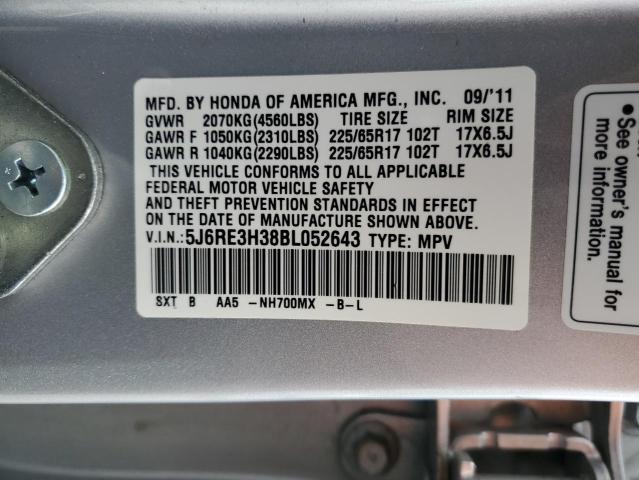 MFD. BY HONDA OF AMERICA MFG., INC. 09/'11
GVWR 2070KG(4560LBS) TIRE SIZE RIM SIZE
GAWR F 1050KG(2310LBS) 225/65R17 102T 17X6.5J
GAWR R 1040KG(2290LBS) 225/65R17 102T 17X6.5J
THIS VEHICLE CONFORMS TO ALL APPLICABLE
FEDERAL MOTOR VEHICLE SAFETY
AND THEFT PREVENTION STANDARDS IN EFFECT
ON THE DATE OF MANUFACTURE SHOWN ABOVE.
V.I.N.:5J6RE3H38BL052643 TYPE: MPV
SXT B AA5 -NH700MX -B-L
See owner's manual for
more information.